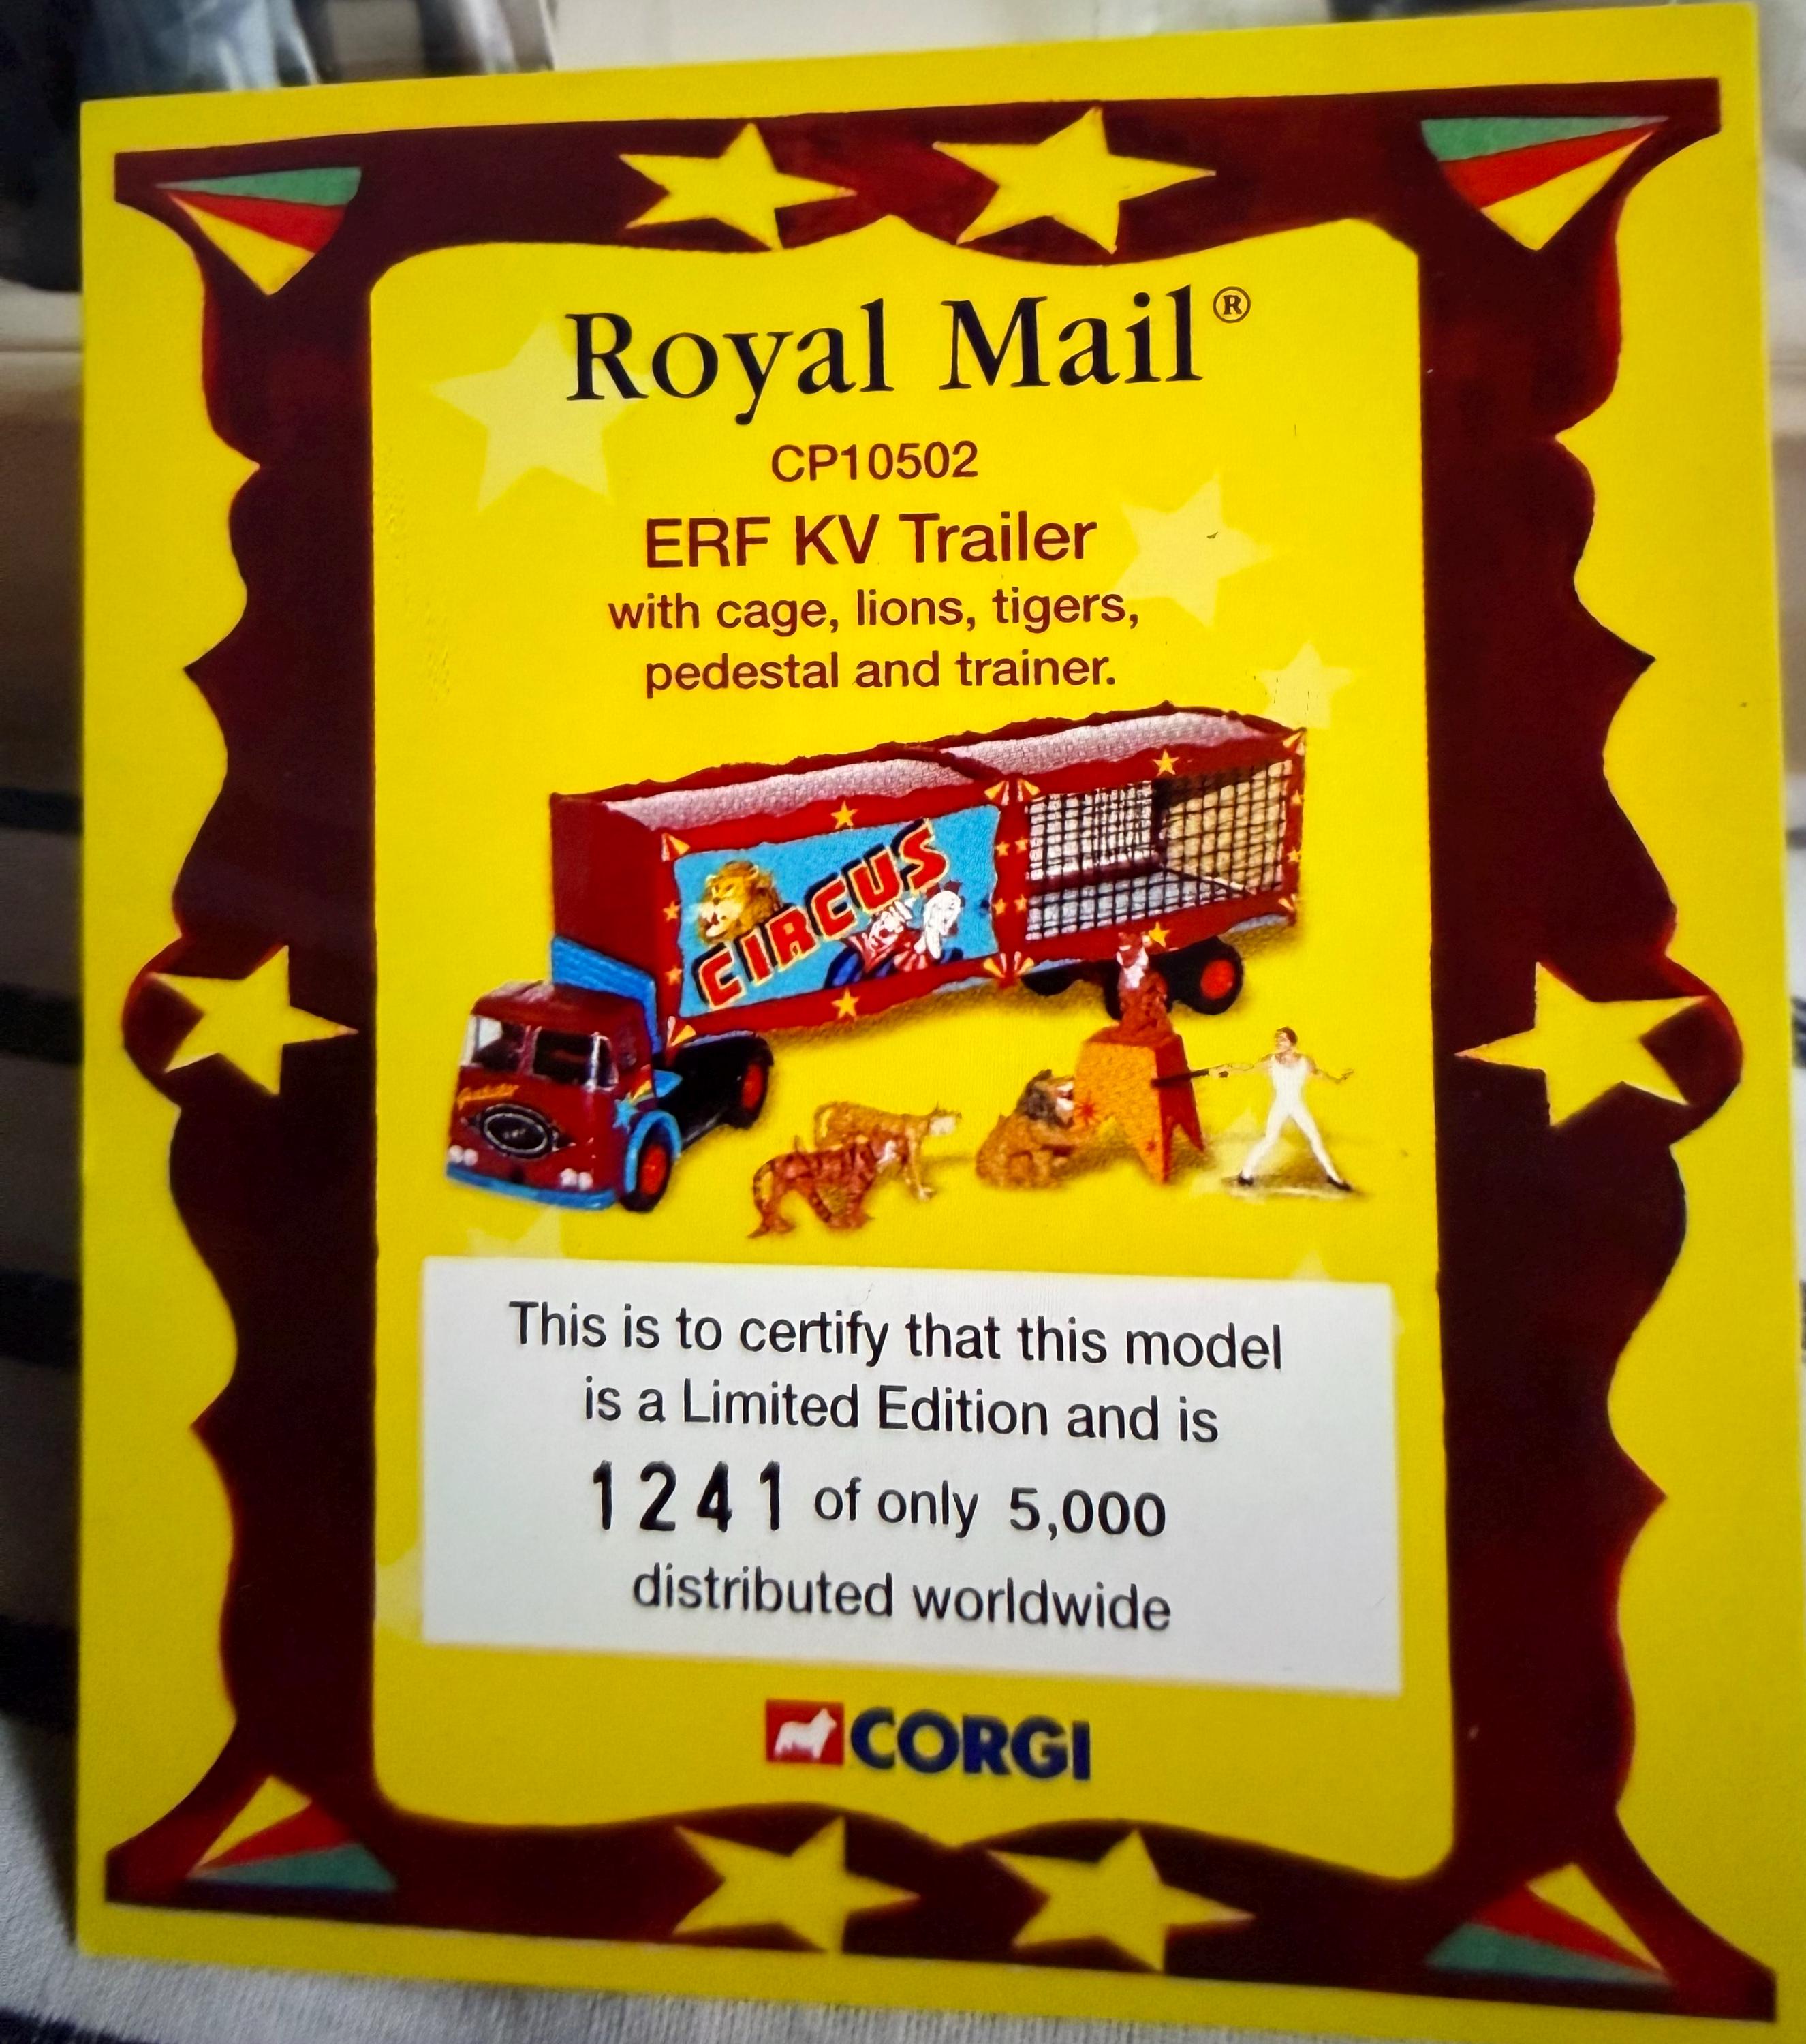 Royal Mail®
CP10502
ERF KV Trailer
with cage, lions, tigers,
pedestal and trainer.
CIRCUS
This is to certify that this model
is a Limited Edition and is
1241 of only 5,000
distributed worldwide
CORGI